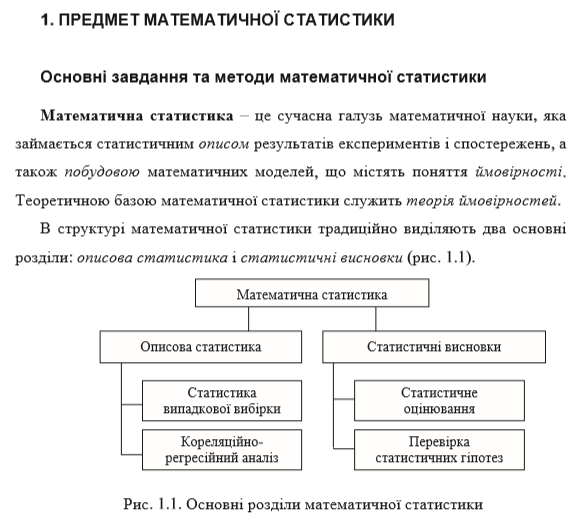 1. ПРЕДМЕТ МАТЕМАТИЧНОЇ СТАТИСТИКИ
Основні завдання та методи математичної статистики
Математична статистика – це сучасна галузь математичної науки, яка
займається статистичним описом результатів експериментів і спостережень, а
також побудовою математичних моделей, що містять поняття ймовірності.
Теоретичною базою математичної статистики служить теорія ймовірностей.
В структурі математичної статистики традиційно виділяють два основні
розділи: описова статистика і статистичні висновки (рис. 1.1).
Математична статистика
Описова статистика
Статистичні висновки
Статистика
випадкової вибірки
Статистичне
оцінювання
Кореляційно-
регресійний аналіз
Перевірка
статистичних гіпотез
Рис. 1.1. Основні розділи математичної статистики